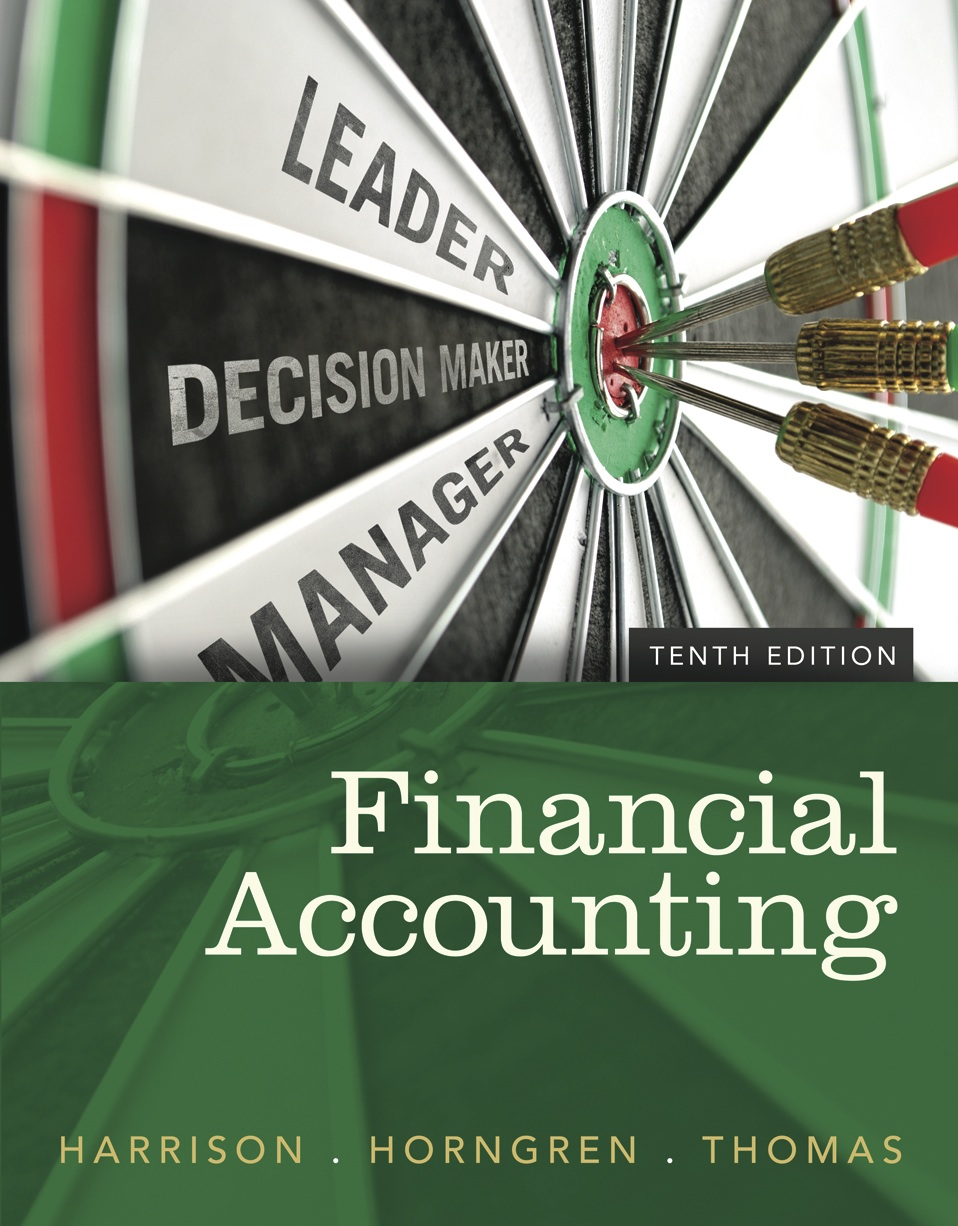 LEADER
DECISION MAKER
MANAGER
TENTH EDITION
Financial
Accounting
HARRISON . HORNGREN . THOMAS